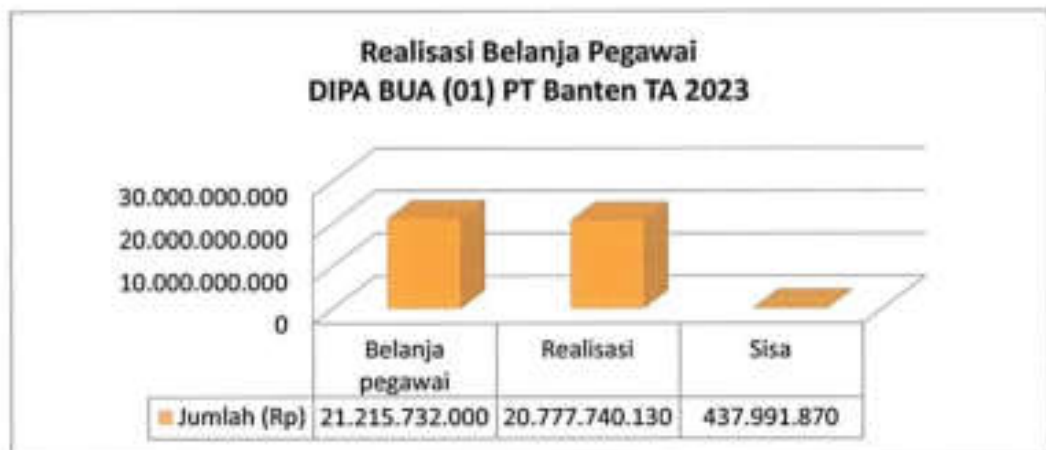 Realisasi Belanja Pegawai
DIPA BUA (01) PT Banten TA 2023
30.000.000.000
20.000.000.000
10.000.000.000
0
Belanja
pegawai
Realisasi
Sisa
Jumlah (Rp) 21.215.732.000 20.777.740.130 437.991.870